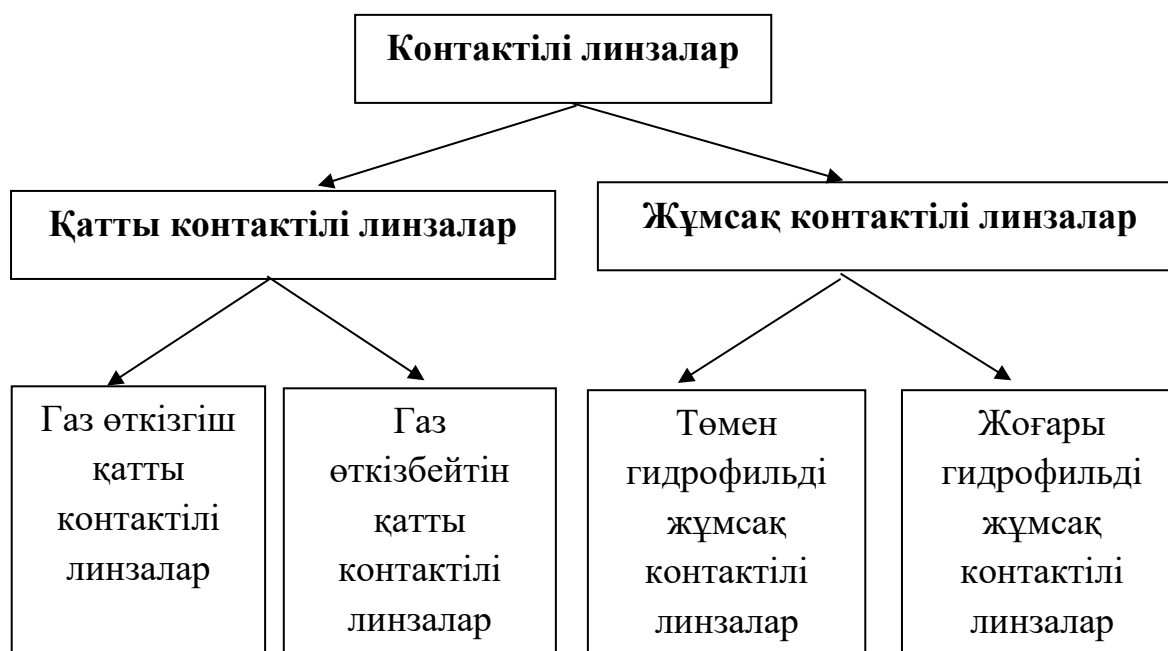 Контактілі линзалар
Қатты контактілі линзалар
Жұмсақ контактілі линзалар
Газ өткізгіш
қатты
контактілі
линзалар
Газ
өткізбейтін
қатты
контактілі
линзалар
Төмен
гидрофильді
жұмсақ
контактілі
линзалар
Жоғары
гидрофильді
жұмсақ
контактілі
линзалар